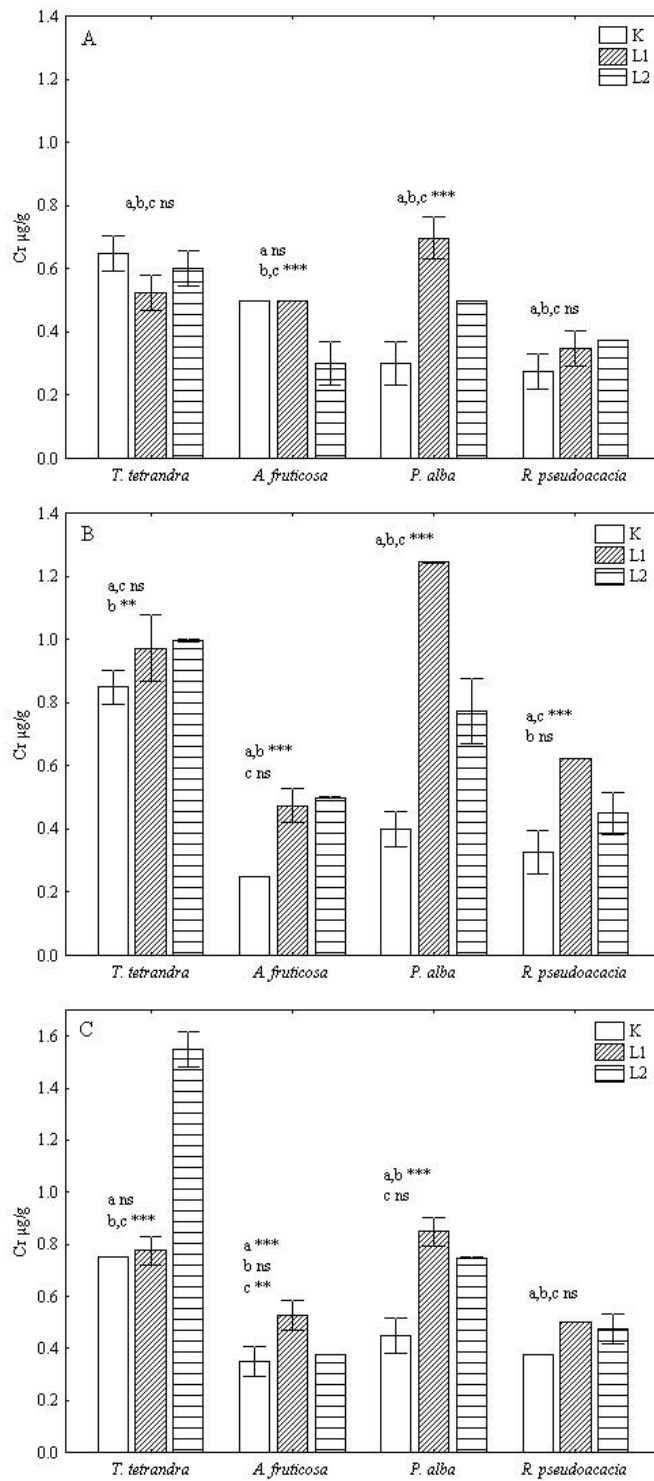 A
K
L1
L2
1.4
1.2
1.0
0.8
0.6
0.4
0.2
0.0
Cr µg/g
a,b,c ns
a ns
b,c ***
a,b,c ***
a,b,c ns
T. tetrandra
A. fruticosa
P. alba
R. pseudoacacia
B
K
L1
L2
1.4
1.2
1.0
0.8
0.6
0.4
0.2
0.0
Cr µg/g
a,c ns
b **
a,b ***
c ns
a,b,c ***
a,c ***
b ns
T. tetrandra
A. fruticosa
P. alba
R. pseudoacacia
C
K
L1
L2
1.6
1.4
1.2
1.0
0.8
0.6
0.4
0.2
0.0
Cr µg/g
a ns
b,c ***
a ***
b ns
c **
a,b ***
c ns
a,b,c ns
T. tetrandra
A. fruticosa
P. alba
R. pseudoacacia